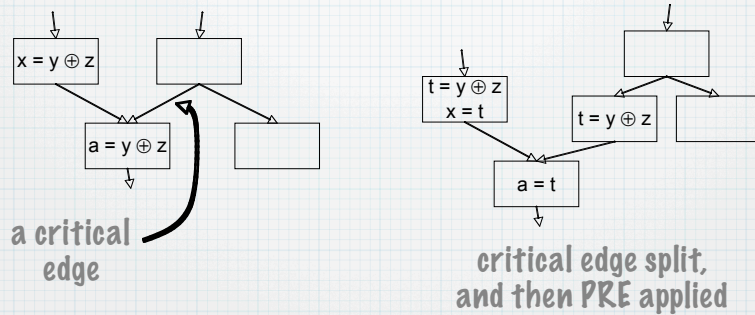 x = y ⊕ z
a = y ⊕ z
a critical
edge
t = y ⊕ z
x = t
t = y ⊕ z
a = t
critical edge split,
and then PRE applied